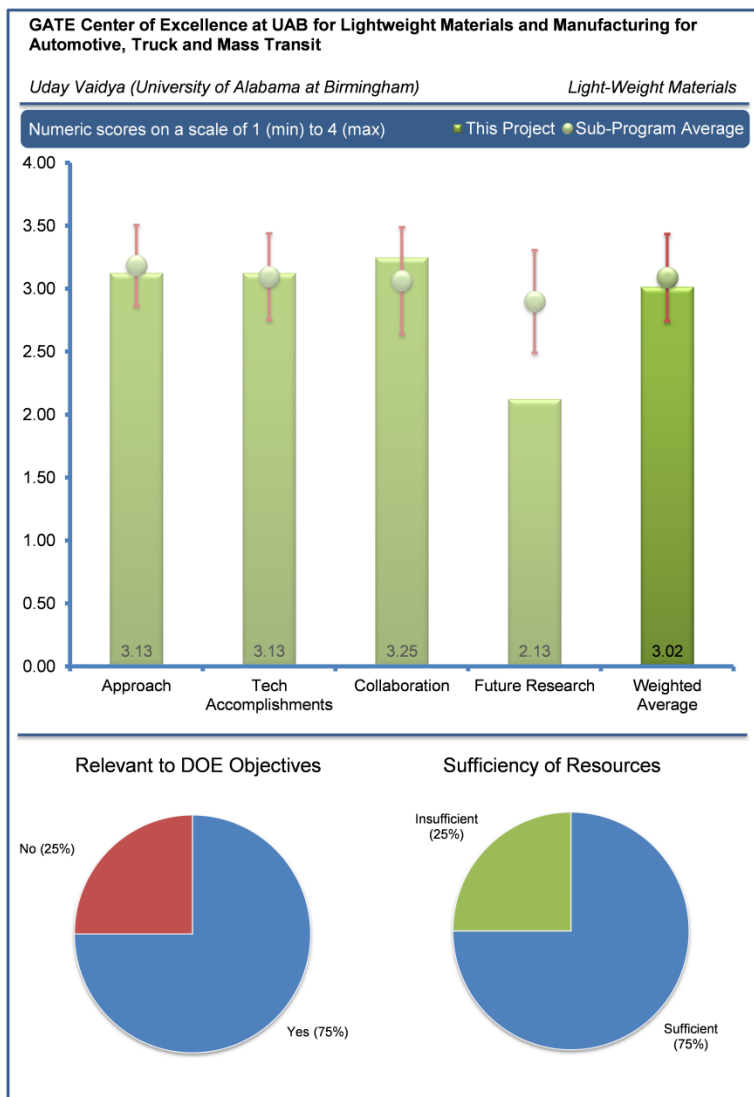 GATE Center of Excellence at UAB for Lightweight Materials and Manufacturing for
Automotive, Truck and Mass Transit
Uday Vaidya (University of Alabama at Birmingham) Light-Weight Materials
Numeric scores on a scale of 1 (min) to 4 (max) This Project Sub-Program Average
4.00
3.50
3.00
2.50
2.00
1.50
1.00
0.50
0.00
3.13 3.13 3.25 2.13 3.02
Approach Tech Accomplishments Collaboration Future Research Weighted Average
Relevant to DOE Objectives
No (25%)
Yes (75%)
Sufficiency of Resources
Insufficient
(25%)
Sufficient
(75%)